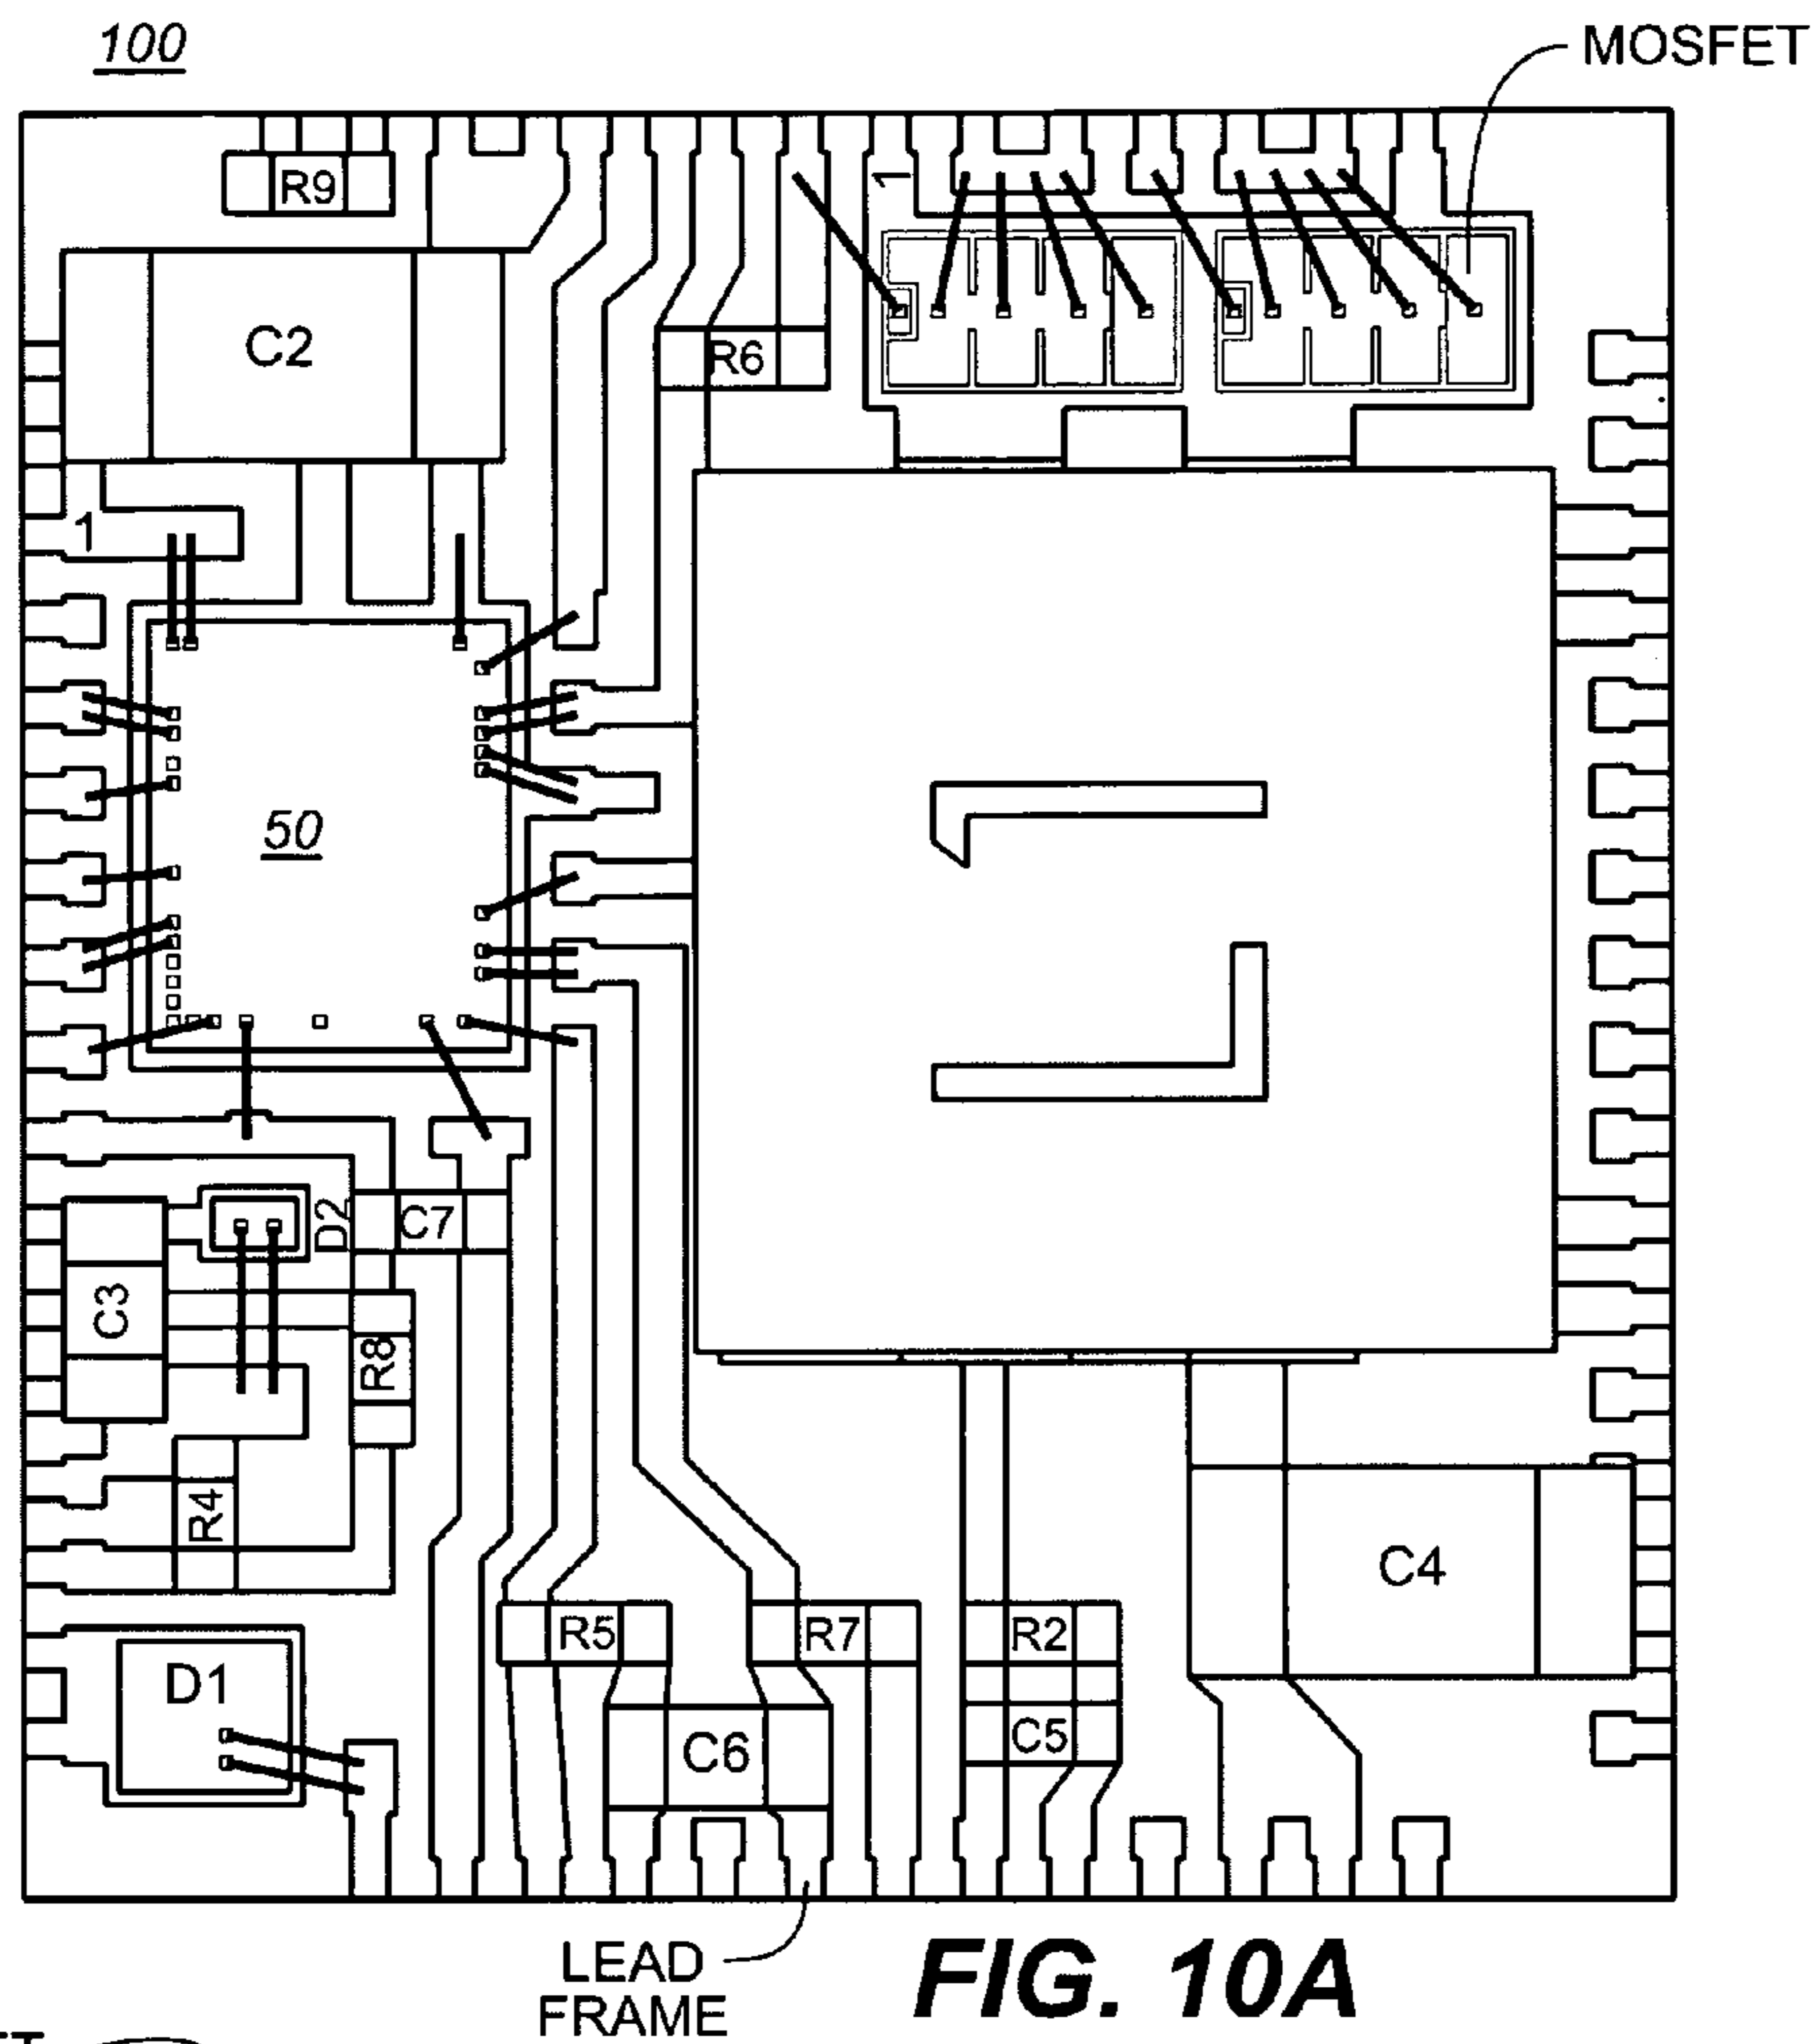 100
MOSFET
R9
1
C2
R6
1
50
D2
C7
C3
R8
R4
R5
R7
R2
C4
D1
C6
C5
LEAD
FRAME
FIG. 10A